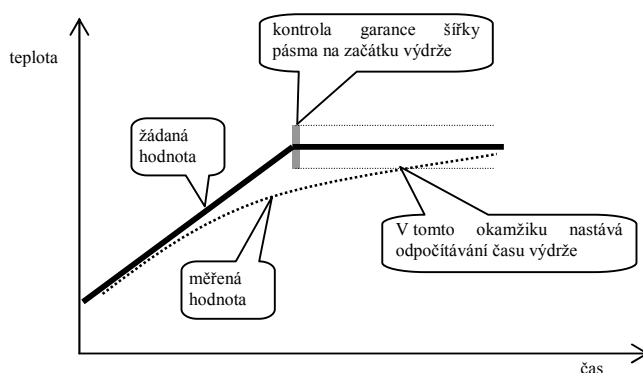 kontrola garance šířky
pásma na začátku výdrže
teplota
žádaná
hodnota
V tomto okamžiku nastává
odpočítávání času výdrže
měřená
hodnota
čas